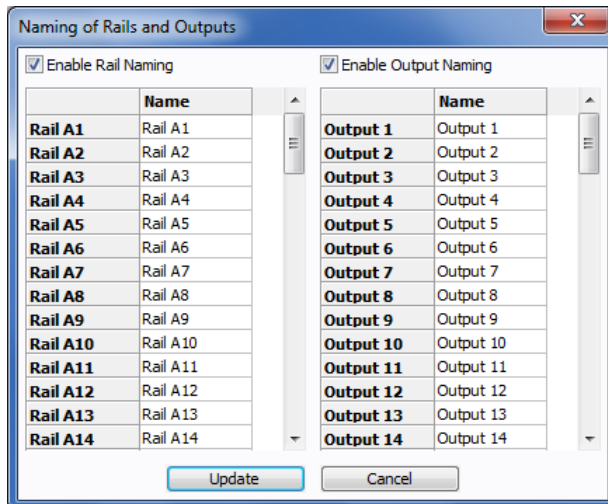 Naming of Rails and Outputs
Enable Rail Naming
Enable Output Naming
Name
Rail A1 Rail A1
Rail A2 Rail A2
Rail A3 Rail A3
Rail A4 Rail A4
Rail A5 Rail A5
Rail A6 Rail A6
Rail A7 Rail A7
Rail A8 Rail A8
Rail A9 Rail A9
Rail A10 Rail A10
Rail A11 Rail A11
Rail A12 Rail A12
Rail A13 Rail A13
Rail A14 Rail A14
Name
Output 1 Output 1
Output 2 Output 2
Output 3 Output 3
Output 4 Output 4
Output 5 Output 5
Output 6 Output 6
Output 7 Output 7
Output 8 Output 8
Output 9 Output 9
Output 10 Output 10
Output 11 Output 11
Output 12 Output 12
Output 13 Output 13
Output 14 Output 14
Update
Cancel